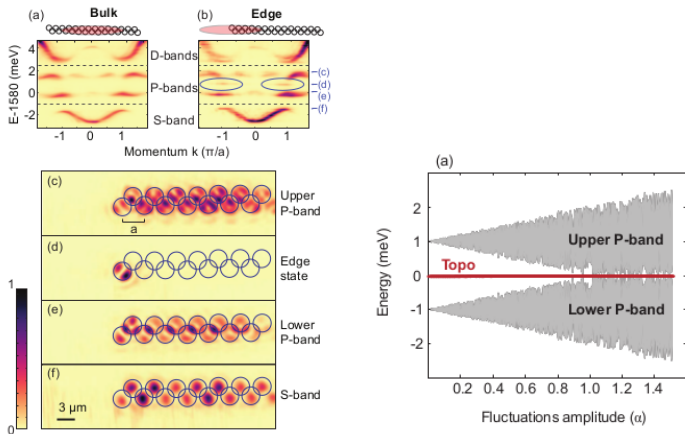 (a) Bulk
(b) Edge
E-1580 (meV)
4
2
0
-2
D-bands
P-bands
S-band
(c)
(d)
(e)
(f)
-1 0 1
-1 0 1
Momentum k (π/a)
(c)
a
Upper
P-band
(d)
Edge
state
(e)
Lower
P-band
(f)
3 μm
S-band
1
0
(a)
Energy (meV)
2
1
0
-1
-2
Upper P-band
Topo
Lower P-band
0.2 0.4 0.6 0.8 1.0 1.2 1.4
Fluctuations amplitude (α)